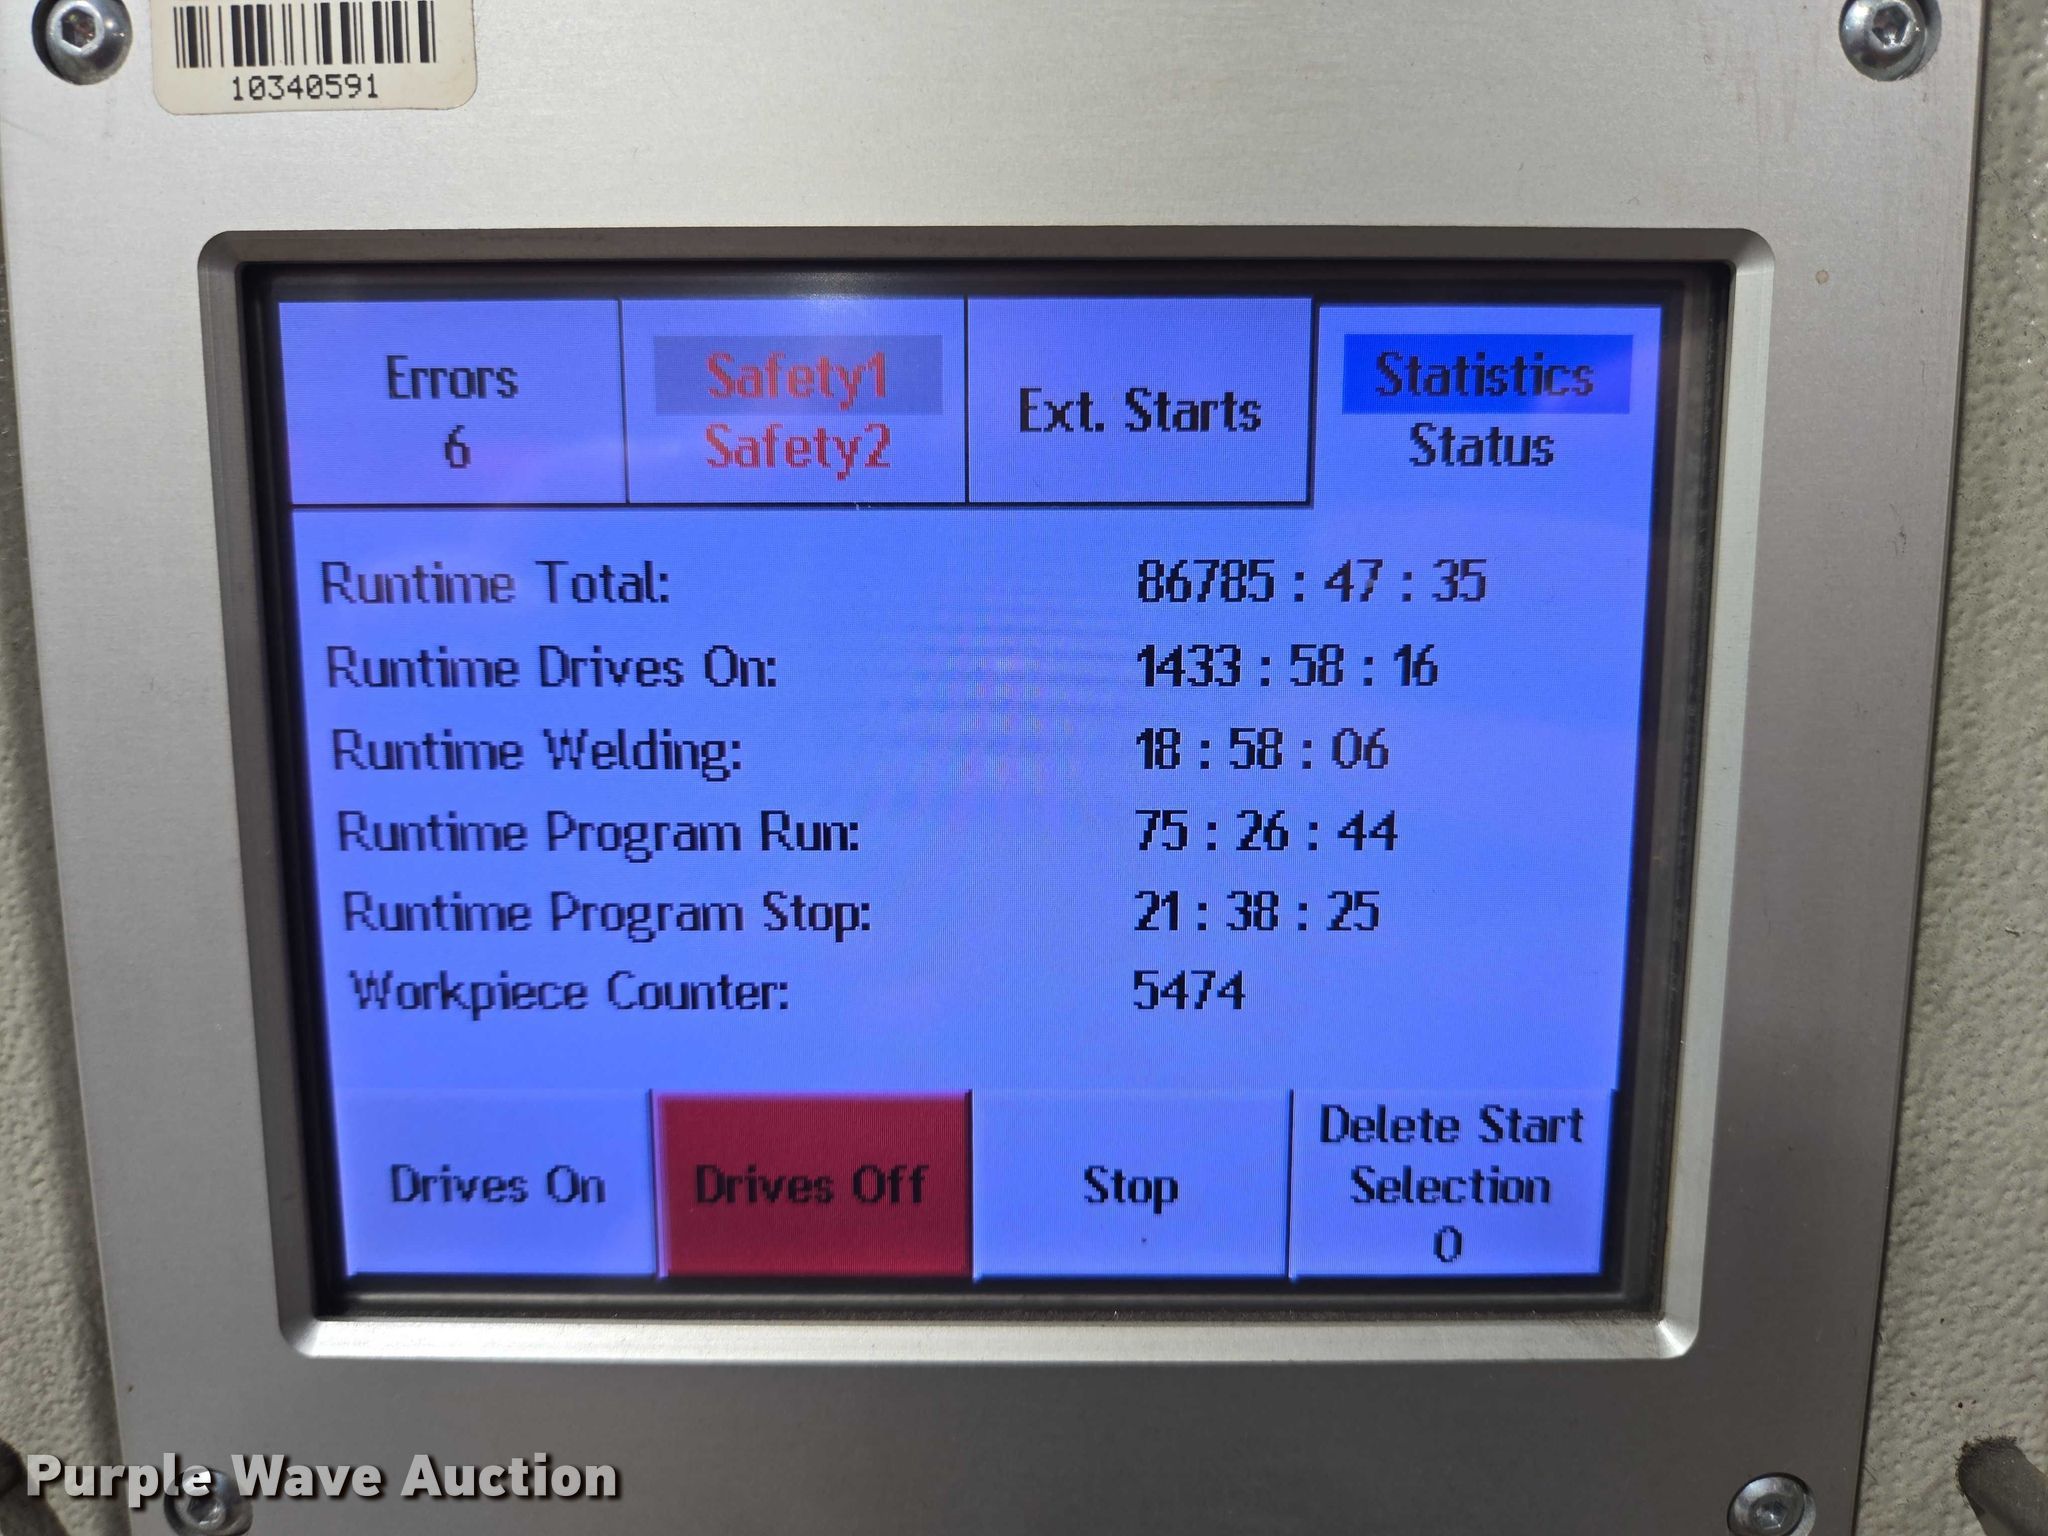 10340591
Errors
6
Safety1
Safety2
Ext. Starts
Statistics
Status
Runtime Total: 86785 : 47 : 35
Runtime Drives On: 1433 : 58 : 16
Runtime Welding: 18 : 58 : 06
Runtime Program Run: 75 : 26 : 44
Runtime Program Stop: 21 : 38 : 25
Workpiece Counter: 5474
Drives On
Drives Off
Stop
Delete Start
Selection
0
Purple Wave Auction